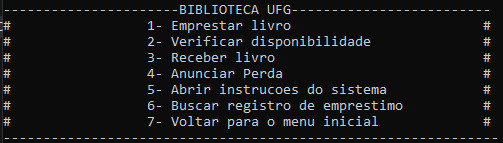 ----------------------BIBLIOTECA UFG-------------------------
# 1- Emprestar livro #
# 2- Verificar disponibilidade #
# 3- Receber livro #
# 4- Anunciar Perda #
# 5- Abrir instrucoes do sistema #
# 6- Buscar registro de emprestimo #
# 7- Voltar para o menu inicial #
--------------------------------------------------------------